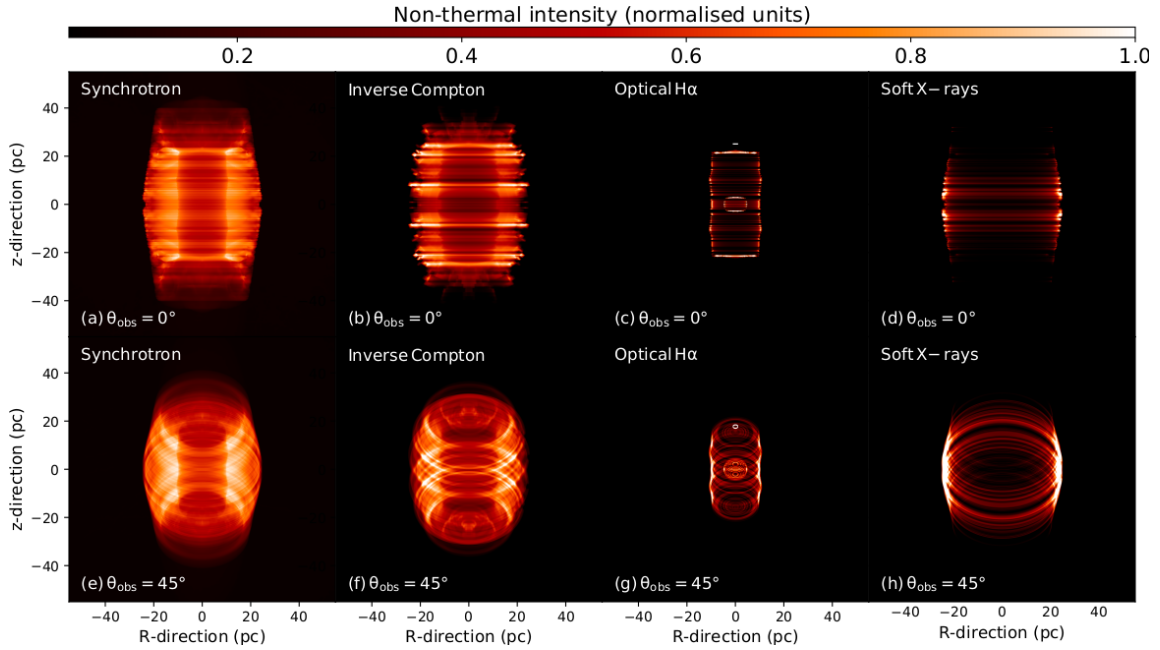 Non-thermal intensity (normalised units)
0.2 0.4 0.6 0.8 1.0
Synchrotron Inverse Compton Optical Hα Soft X−rays
z-direction (pc)
40
20
0
−20
−40
(a) θobs = 0° (b) θobs = 0° (c) θobs = 0° (d) θobs = 0°
Synchrotron Inverse Compton Optical Hα Soft X−rays
z-direction (pc)
40
20
0
−20
−40
(e) θobs = 45° (f) θobs = 45° (g) θobs = 45° (h) θobs = 45°
−40 −20 0 20 40 −40 −20 0 20 40 −40 −20 0 20 40 −40 −20 0 20 40
R-direction (pc) R-direction (pc) R-direction (pc) R-direction (pc)